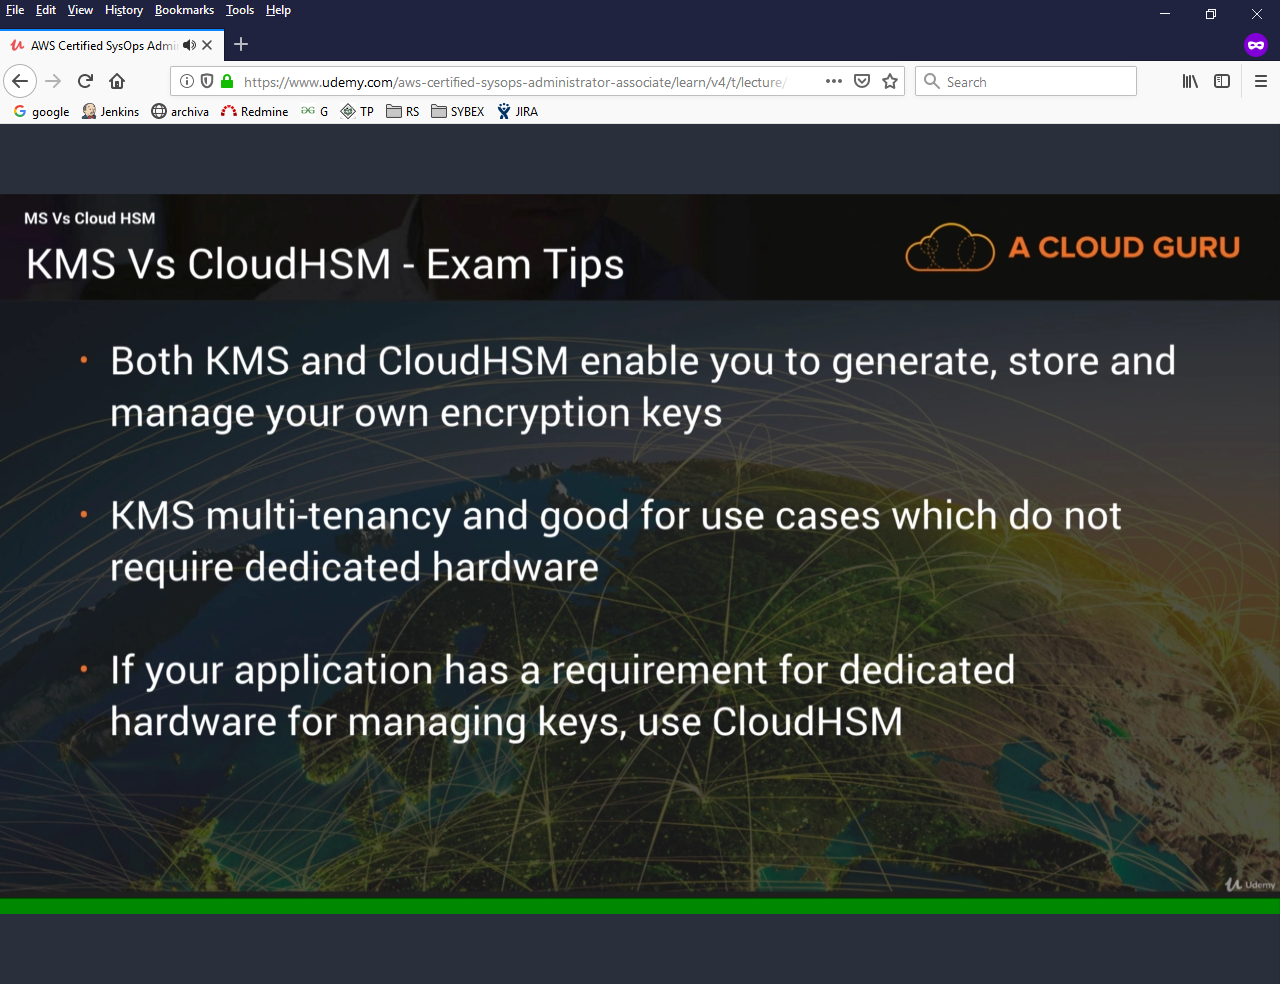 File Edit View History Bookmarks Tools Help
AWS Certified SysOps Admi
https://www.udemy.com/aws-certified-sysops-administrator-associate/learn/v4/t/lecture/
Search
google Jenkins archiva Redmine G TP RS SYBEX JIRA
MS Vs Cloud HSM
KMS Vs CloudHSM - Exam Tips
A CLOUD GURU
• Both KMS and CloudHSM enable you to generate, store and
manage your own encryption keys
• KMS multi-tenancy and good for use cases which do not
require dedicated hardware
• If your application has a requirement for dedicated
hardware for managing keys, use CloudHSM
Udemy